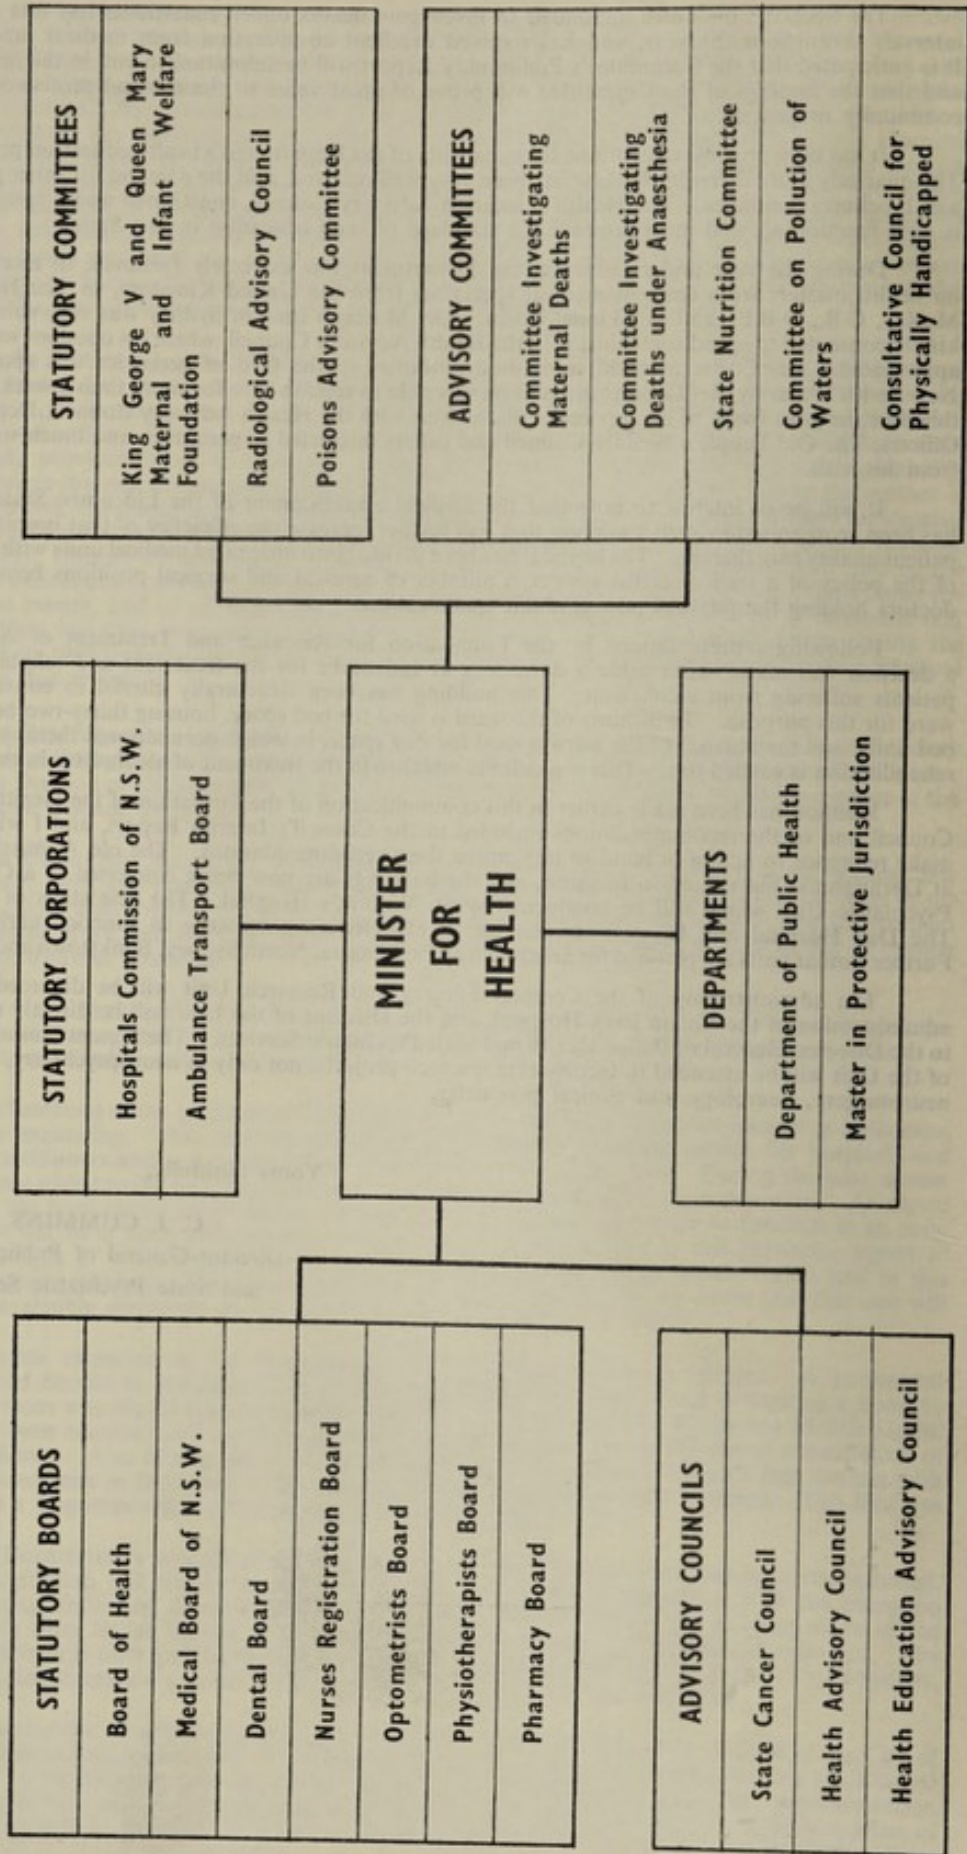 STATUTORY BOARDS
Board of Health
Medical Board of N.S.W.
Dental Board
Nurses Registration Board
Optometrists Board
Physiotherapists Board
Pharmacy Board
ADVISORY COUNCILS
State Cancer Council
Health Advisory Council
Health Education Advisory Council
STATUTORY CORPORATIONS
Hospitals Commission of N.S.W.
Ambulance Transport Board
MINISTER
FOR
HEALTH
DEPARTMENTS
Department of Public Health
Master in Protective Jurisdiction
STATUTORY COMMITTEES
King George V and Queen Mary
Maternal and Infant Welfare
Foundation
Radiological Advisory Council
Poisons Advisory Committee
ADVISORY COMMITTEES
Committee Investigating
Maternal Deaths
Committee Investigating
Deaths under Anaesthesia
State Nutrition Committee
Committee on Pollution of
Waters
Consultative Council for
Physically Handicapped